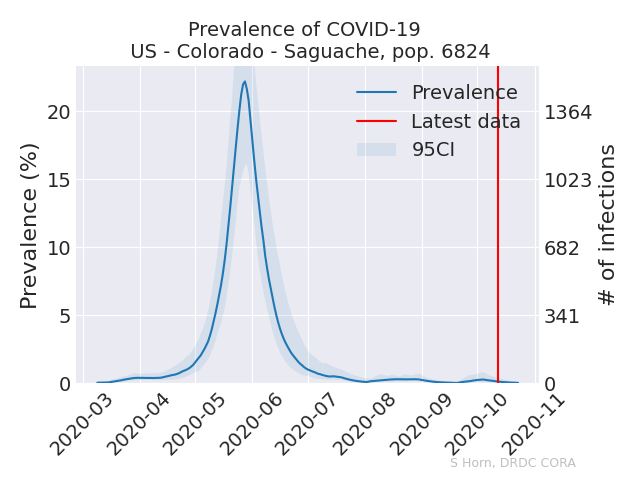 Prevalence of COVID-19
US - Colorado - Saguache, pop. 6824
Prevalence
Latest data
95CI
Prevalence (%)
20
15
10
5
0
1364
1023
682
341
0
# of infections
2020-03
2020-04
2020-05
2020-06
2020-07
2020-08
2020-09
2020-10
2020-11
S Horn, DRDC CORA